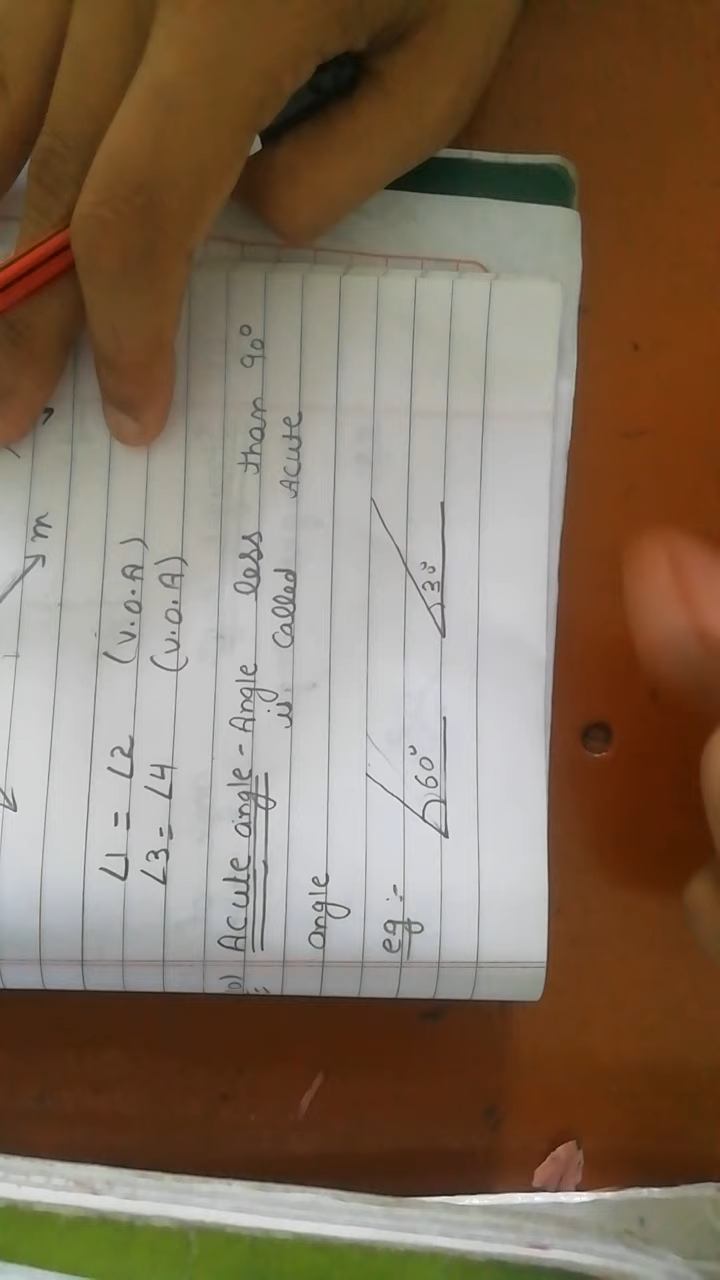 m
∠1 = ∠2 (V.O.A)
∠3 = ∠4 (V.O.A)
Acute angle - Angle less than 90°
is called Acute
angle
eg :-
60° 30°